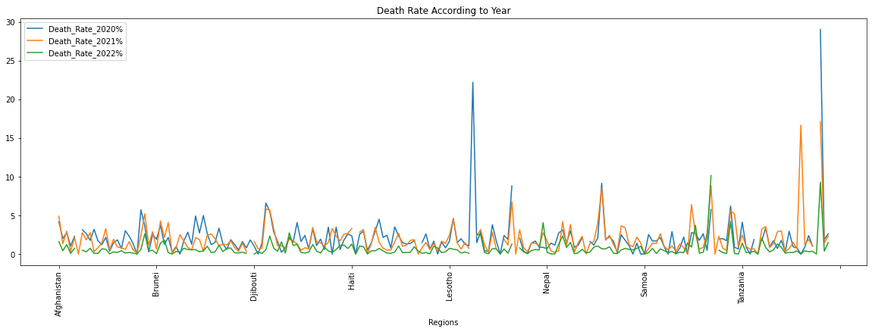 Death Rate According to Year
30
25
20
15
10
5
0
Death_Rate_2020%
Death_Rate_2021%
Death_Rate_2022%
Afghanistan
Brunei
Djibouti
Haiti
Lesotho
Nepal
Samoa
Tanzania
Regions